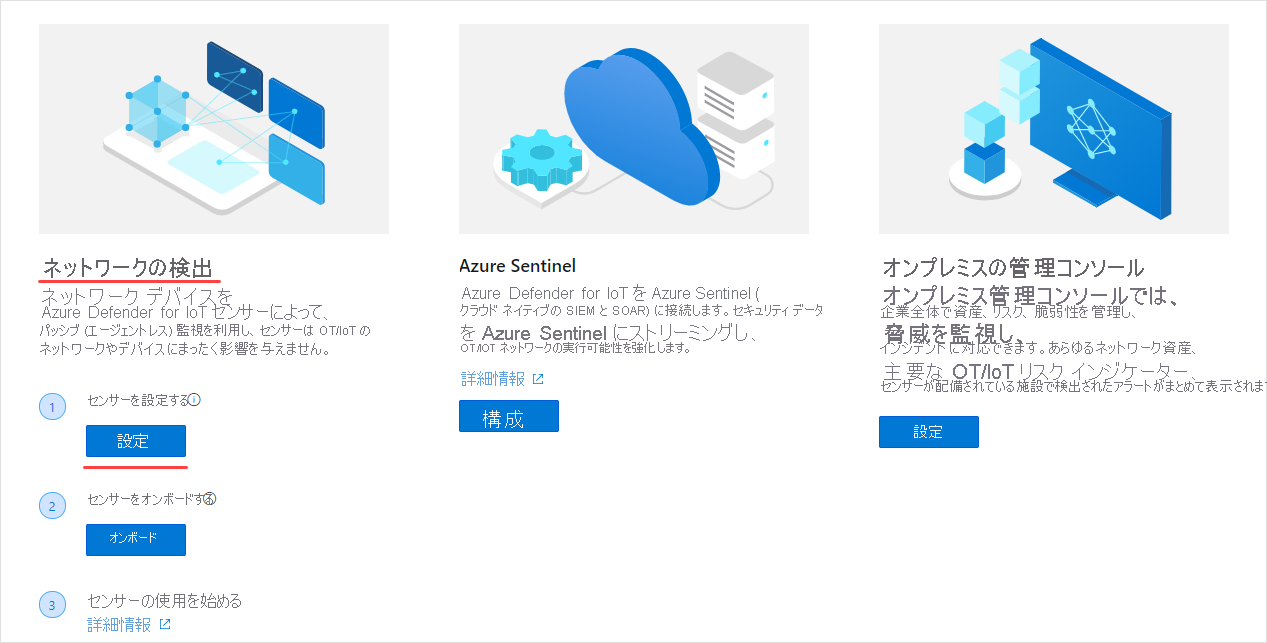 ネットワークの検出
ネットワーク デバイスを
Azure Defender for IoT センサーによって、
パッシブ (エージェントレス) 監視を利用し、センサーは OT/IoT の
ネットワークやデバイスにまったく影響を与えません。
1
センサーを設定する
設定
2
センサーをオンボードする
オンボード
3
センサーの使用を始める
詳細情報
Azure Sentinel
Azure Defender for IoT を Azure Sentinel (
クラウド ネイティブの SIEM と SOAR) に接続します。セキュリティ データ
を Azure Sentinel にストリーミングし、
OT/IOT ネットワークの実行可能性を強化します。
詳細情報
構成
オンプレミスの管理コンソール
オンプレミス管理コンソールでは、
企業全体で資産、リスク、脆弱性を管理し、
脅威を監視し、
インシデントに対応できます。あらゆるネットワーク資産、
主要な OT/IoT リスク インジケーター、
センサーが配備されている施設で検出されたアラートがまとめて表示されます
設定